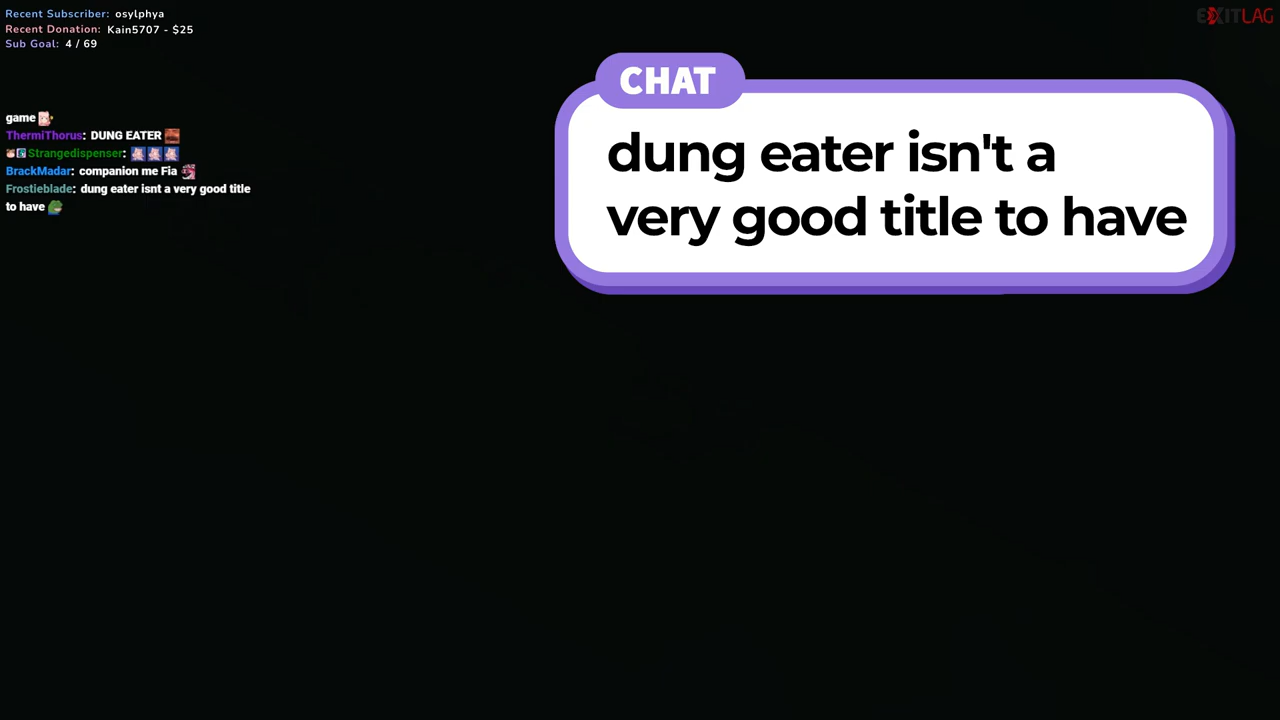 Recent Subscriber: osylphya
Recent Donation: Kain5707 - $25
Sub Goal: 4 / 69
EXITLAG
CHAT
dung eater isn't a
very good title to have
game
ThermiThorus: DUNG EATER
Strangedispenser:
BrackMadar: companion me Fia
Frostieblade: dung eater isnt a very good title
to have